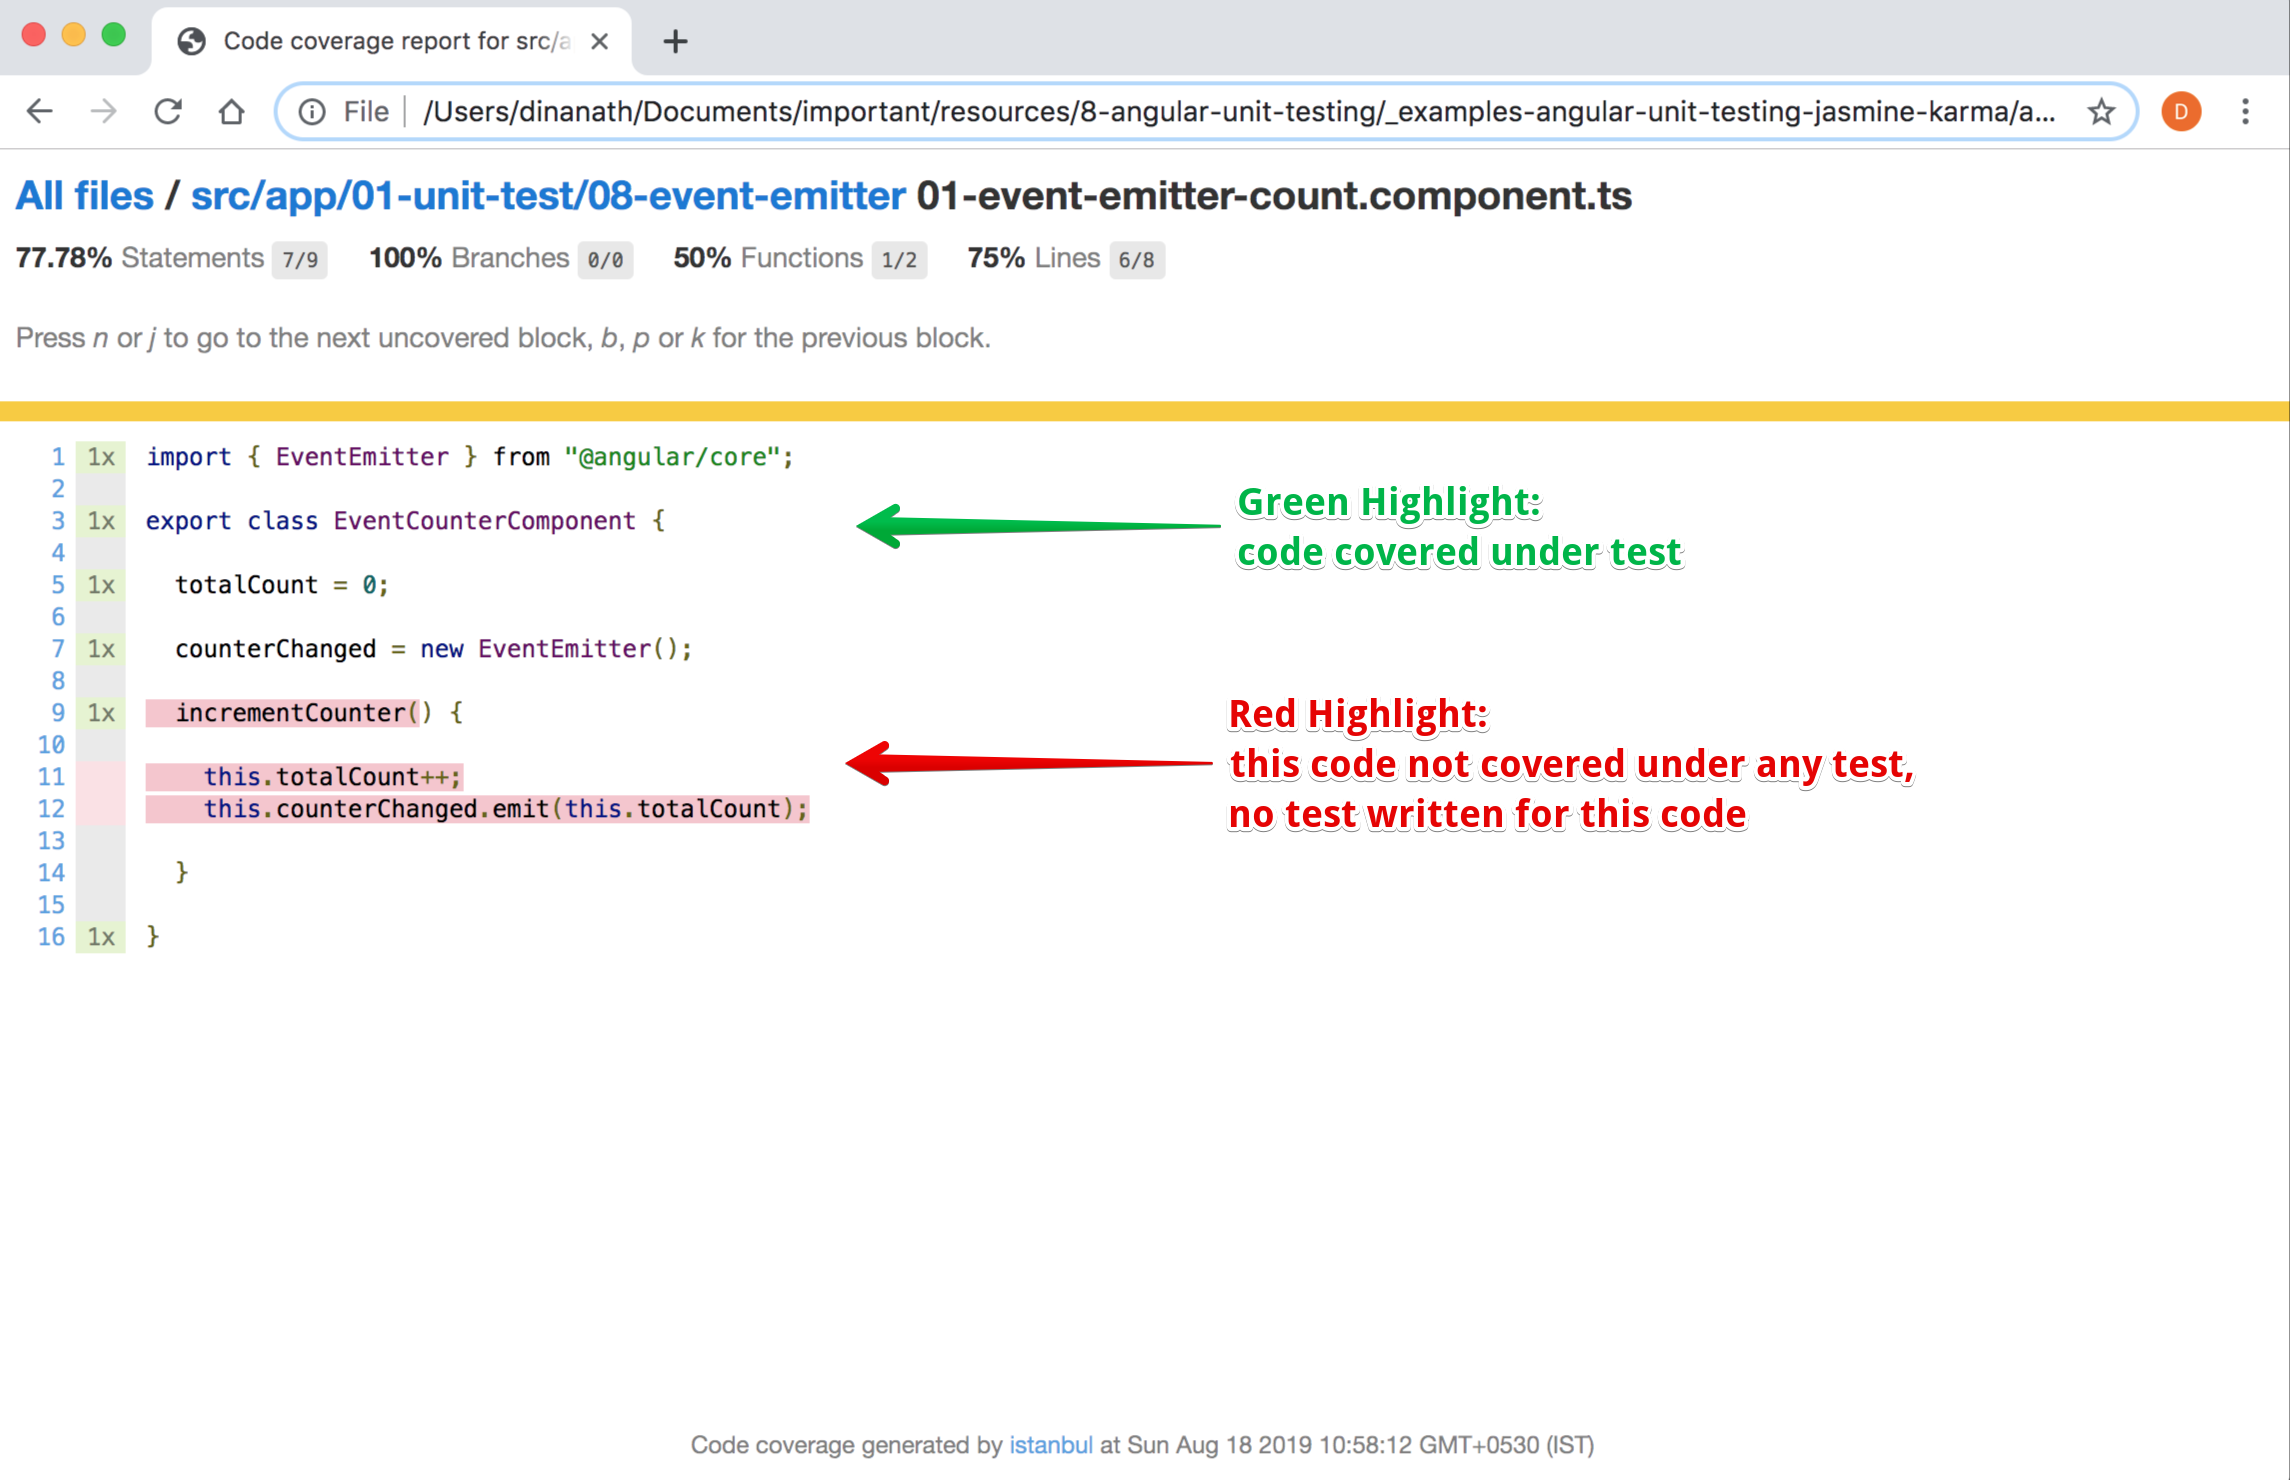 Code coverage report for src/a
File /Users/dinanath/Documents/important/resources/8-angular-unit-testing/_examples-angular-unit-testing-jasmine-karma/a...
D
All files / src/app/01-unit-test/08-event-emitter 01-event-emitter-count.component.ts
77.78% Statements 7/9 100% Branches 0/0 50% Functions 1/2 75% Lines 6/8
Press n or j to go to the next uncovered block, b, p or k for the previous block.
1 1x import { EventEmitter } from "@angular/core";
2
3 1x export class EventCounterComponent {
4
5 1x totalCount = 0;
6
7 1x counterChanged = new EventEmitter();
8
9 1x incrementCounter() {
10
11 this.totalCount++;
12 this.counterChanged.emit(this.totalCount);
13
14 }
15
16 1x }
Green Highlight:
code covered under test
Red Highlight:
this code not covered under any test,
no test written for this code
Code coverage generated by istanbul at Sun Aug 18 2019 10:58:12 GMT+0530 (IST)